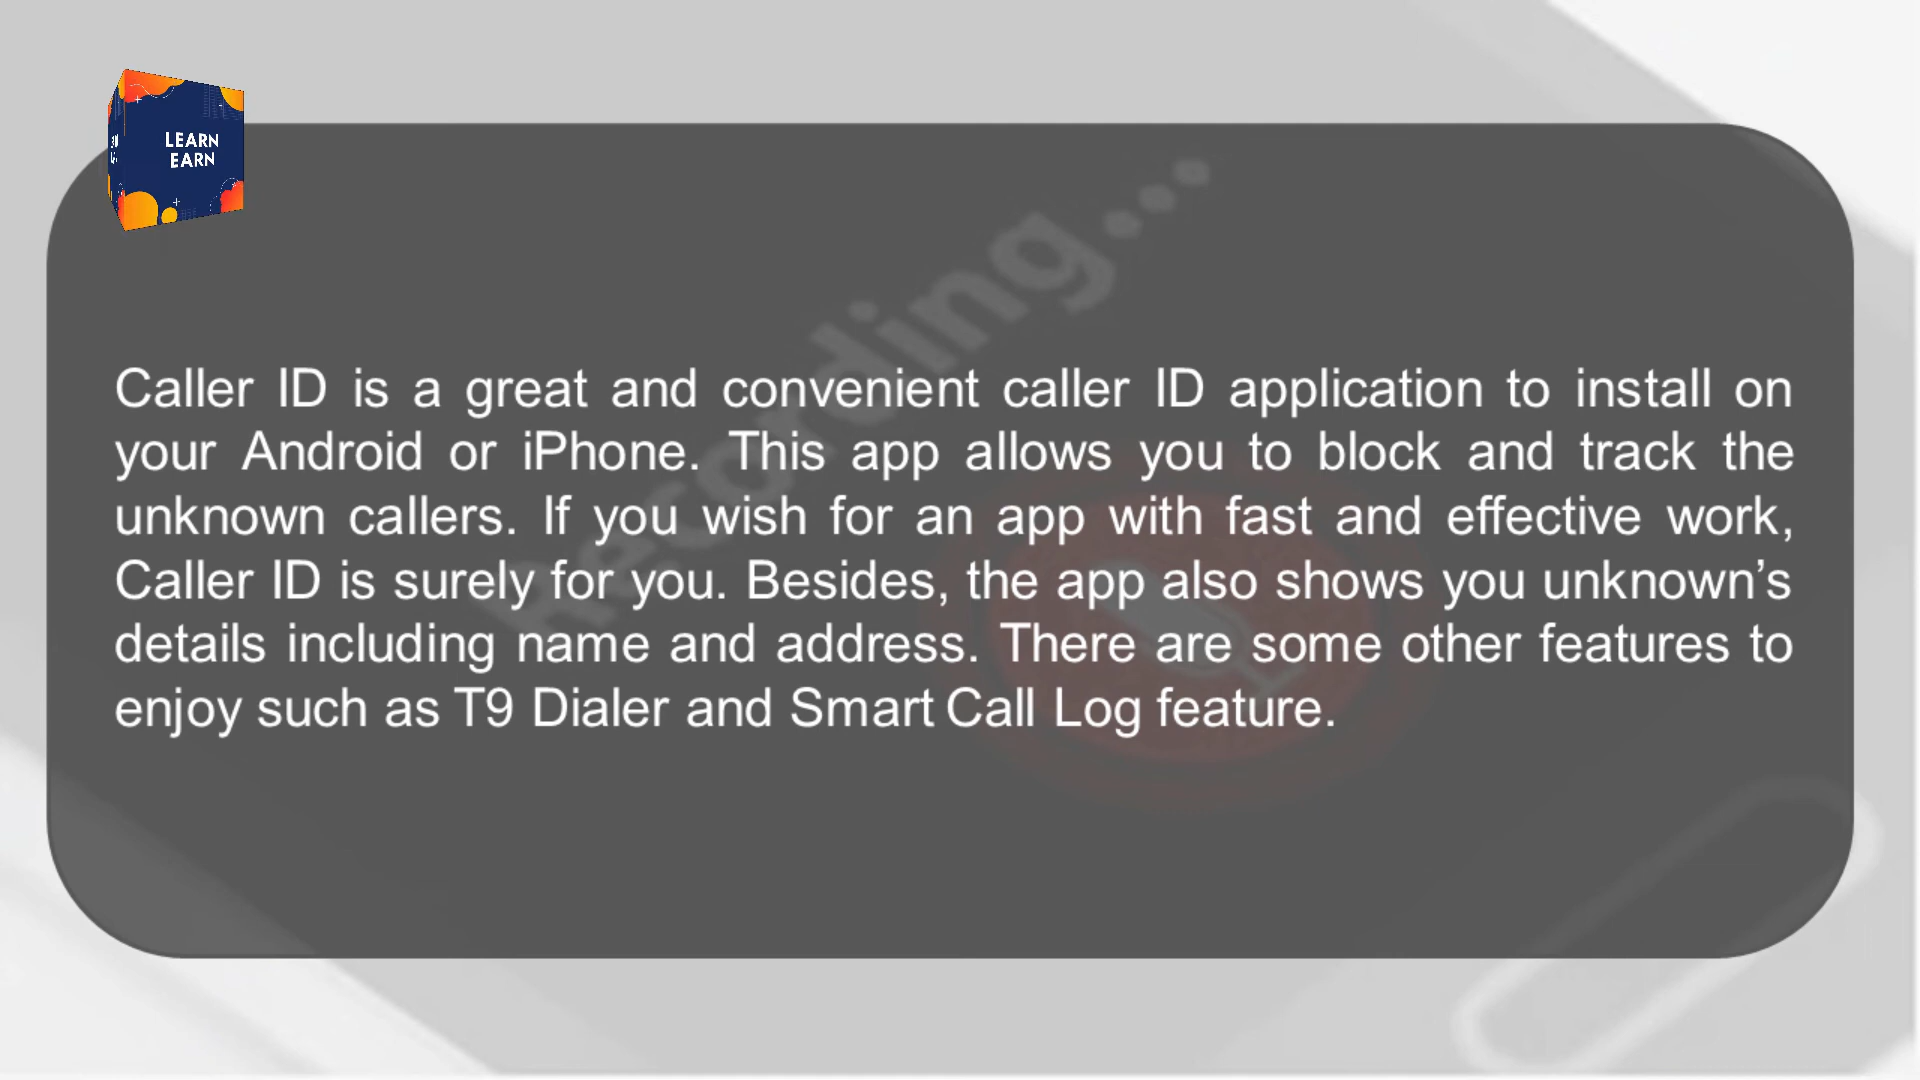 LEARN
EARN
Recording...
Caller ID is a great and convenient caller ID application to install on
your Android or iPhone. This app allows you to block and track the
unknown callers. If you wish for an app with fast and effective work,
Caller ID is surely for you. Besides, the app also shows you unknown’s
details including name and address. There are some other features to
enjoy such as T9 Dialer and Smart Call Log feature.